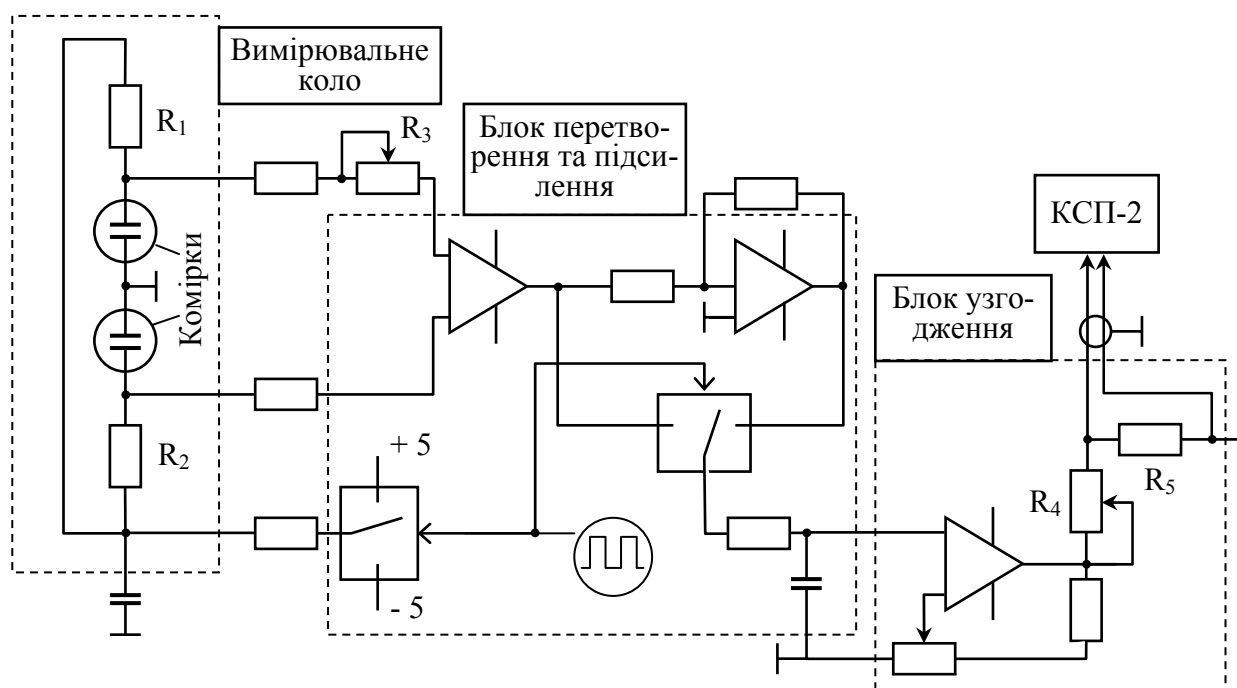 Вимірювальне
коло
R₁
R₃
Блок перетво-
рення та підси-
лення
КСП-2
Комірки
Блок узго-
дження
R₂
+ 5
- 5
R₄
R₅